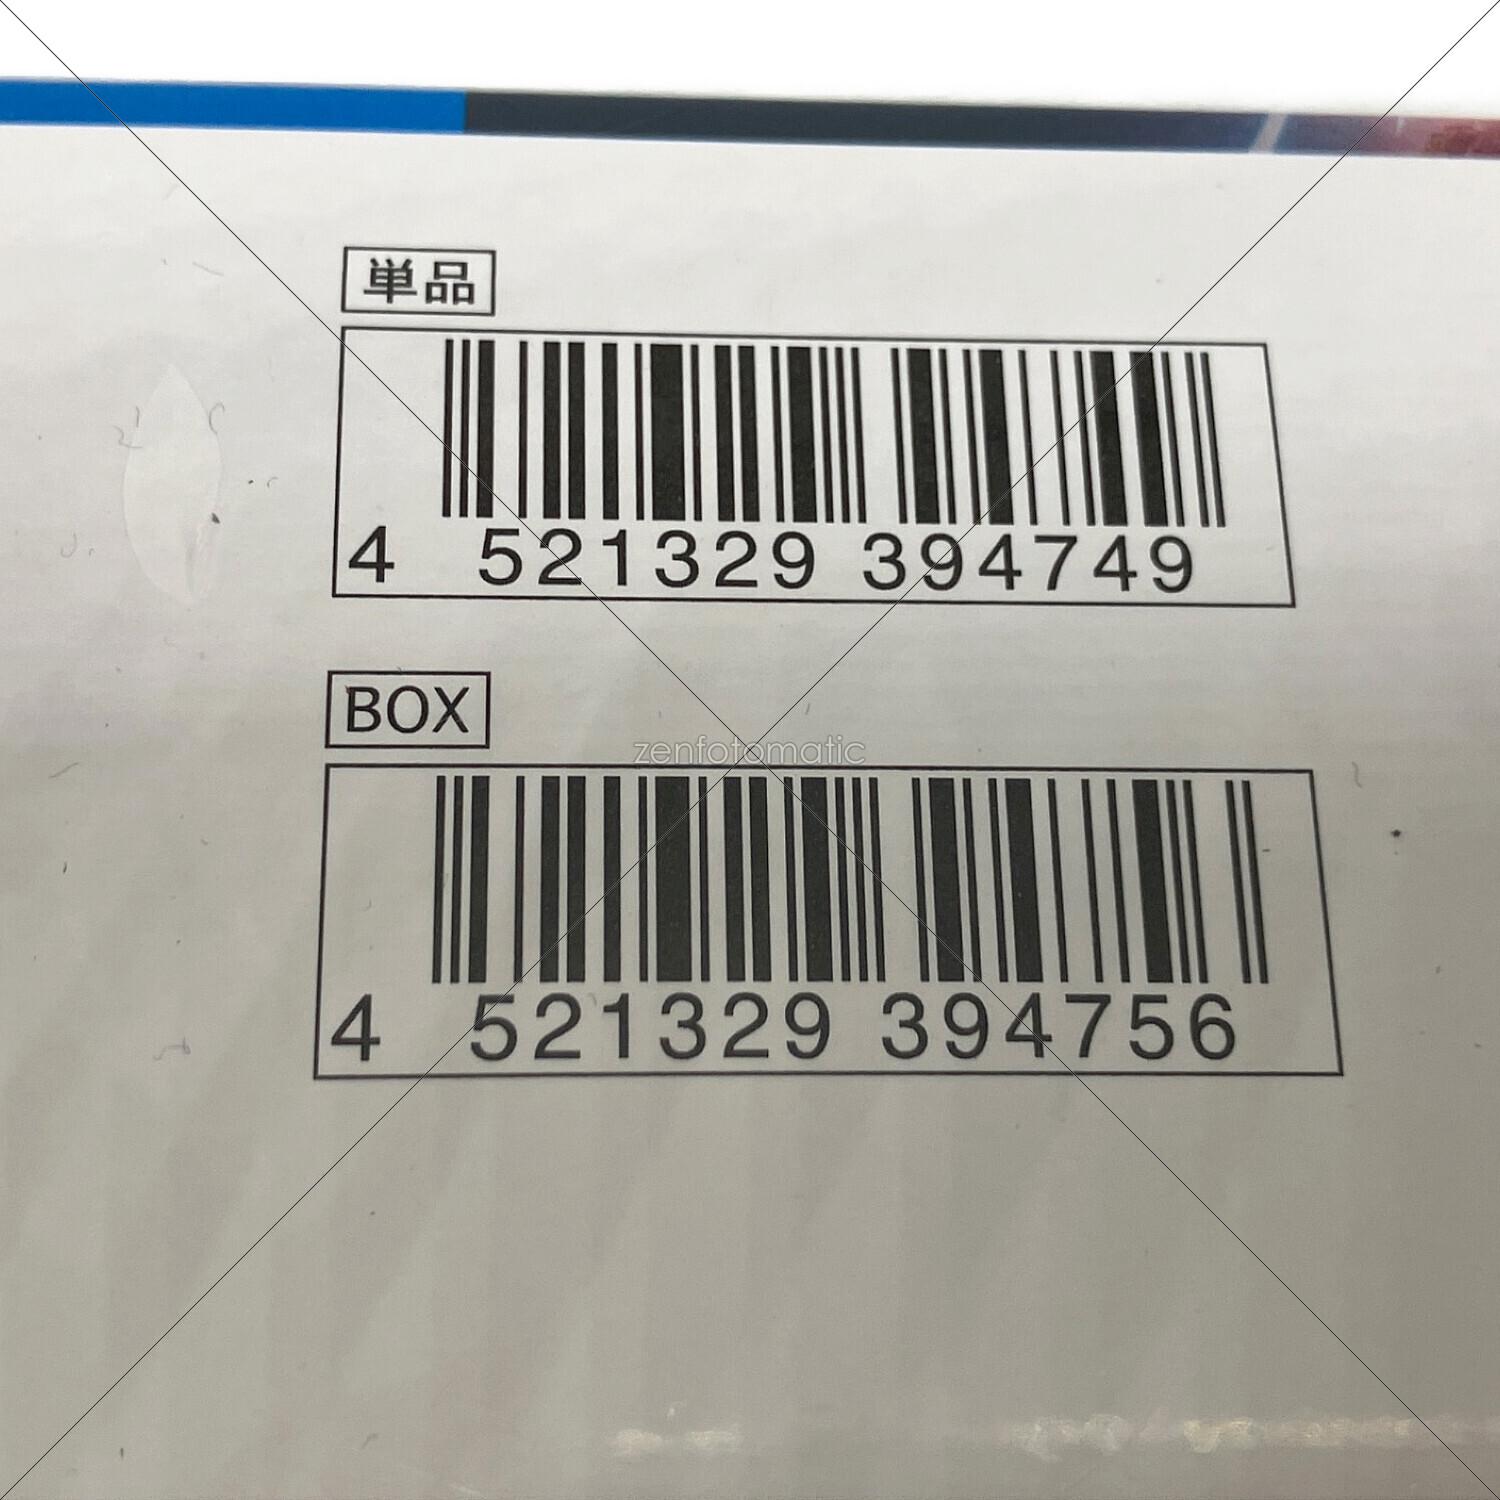 単品
4 521329 394749
BOX
zenfotomatic
4 521329 394756